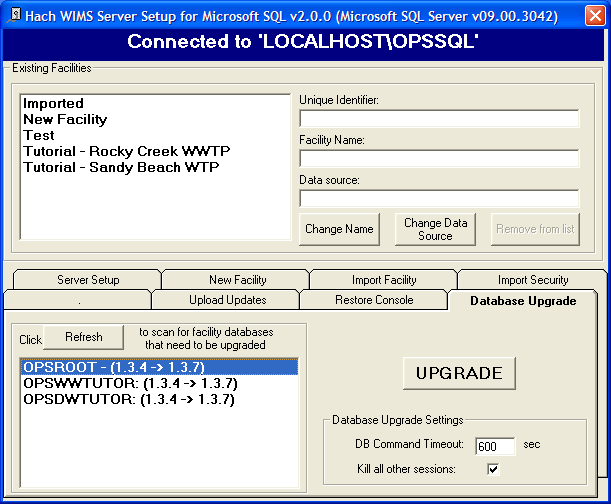 Hach WIMS Server Setup for Microsoft SQL v2.0.0 (Microsoft SQL Server v09.00.3042)
Connected to 'LOCALHOST\OPSSQL'
Existing Facilities
Imported
New Facility
Test
Tutorial - Rocky Creek WWTP
Tutorial - Sandy Beach WTP
Unique Identifier:
Facility Name:
Data source:
Change Name
Change Data
Source
Remove from list
Server Setup
New Facility
Import Facility
Import Security
.
Upload Updates
Restore Console
Database Upgrade
Click
Refresh
to scan for facility databases
that need to be upgraded
OPSROOT - (1.3.4 -> 1.3.7)
OPSWWTUTOR: (1.3.4 -> 1.3.7)
OPSDWTUTOR: (1.3.4 -> 1.3.7)
UPGRADE
Database Upgrade Settings
DB Command Timeout: 600 sec
Kill all other sessions: